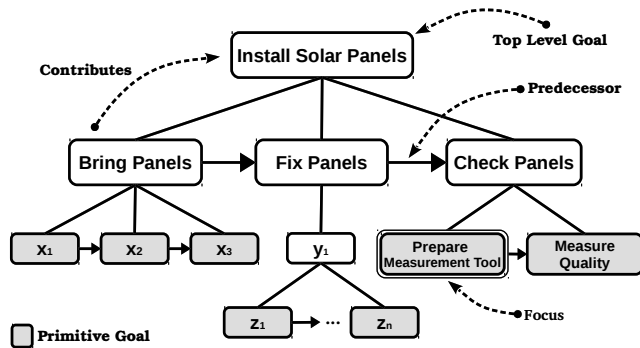 Top Level Goal
Install Solar Panels
Contributes
Predecessor
Bring Panels
Fix Panels
Check Panels
x1
x2
x3
y1
Prepare
Measurement Tool
Measure
Quality
z1
...
zn
Focus
Primitive Goal